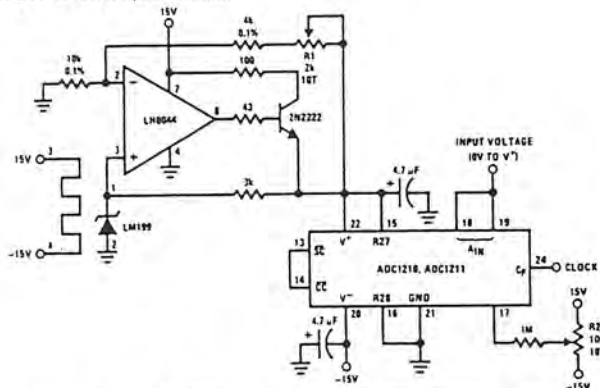 15V
4k
0.1%
R1
2k
10T
10k
0.1%
100
2
7
LH0044
6
43
2N2222
3
4
15V
3
1
3k
LM199
2
4
-15V
4.7 µF
INPUT VOLTAGE
(0V TO V+)
22
15
18
19
V+
R27
AIN
13
SC
14
CC
ADC1210, ADC1211
CP
24
CLOCK
V-
R28
GND
20
16
21
17
4.7 µF
-15V
1M
15V
R2
-15V